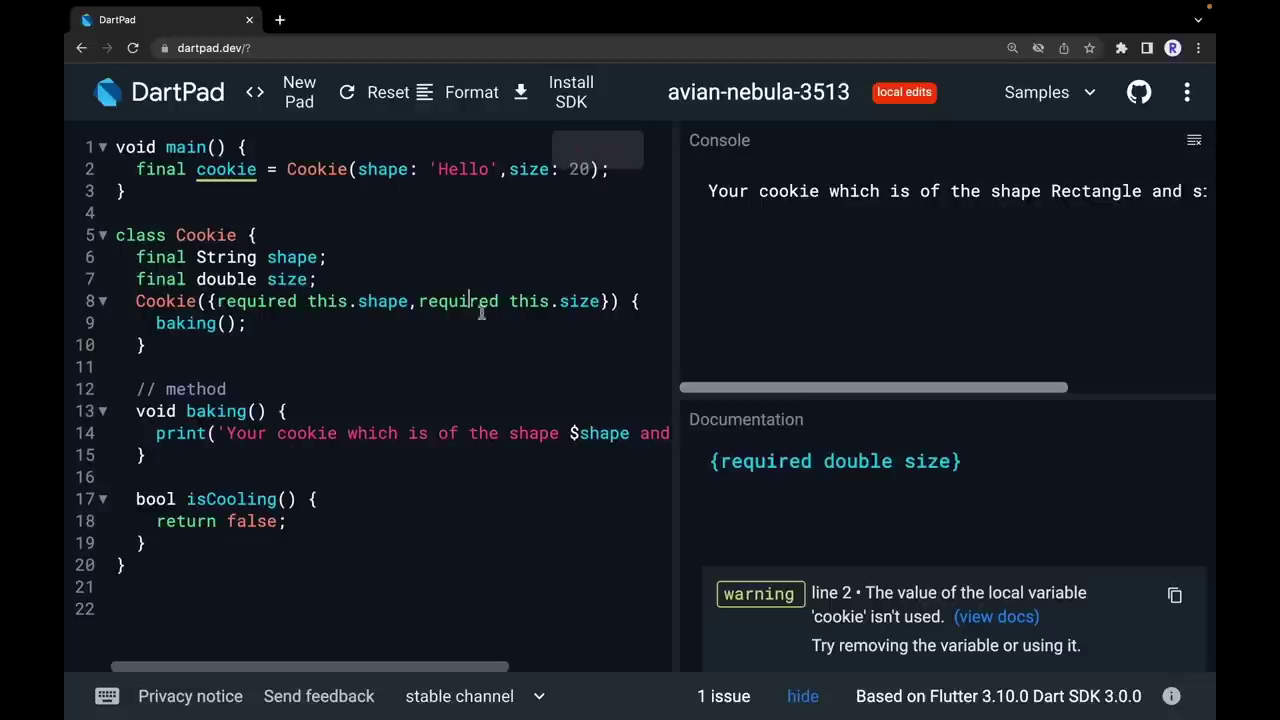 DartPad
dartpad.dev/?
R
DartPad
<> New Pad
Reset
Format
Install SDK
avian-nebula-3513
local edits
Samples
1 void main() {
2 final cookie = Cookie(shape: 'Hello',size: 20);
3 }
4
5 class Cookie {
6 final String shape;
7 final double size;
8 Cookie({required this.shape,required this.size}) {
9 baking();
10 }
11
12 // method
13 void baking() {
14 print('Your cookie which is of the shape $shape and
15 }
16
17 bool isCooling() {
18 return false;
19 }
20 }
21
22
Console
Your cookie which is of the shape Rectangle and
Documentation
{required double size}
warning
line 2 • The value of the local variable
'cookie' isn't used. (view docs)
Try removing the variable or using it.
Privacy notice
Send feedback
stable channel
1 issue
hide
Based on Flutter 3.10.0 Dart SDK 3.0.0